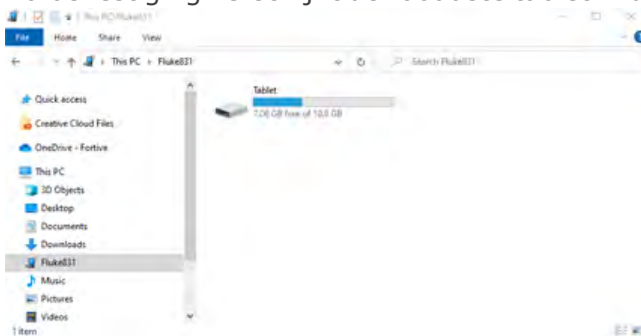 This PC\Fluke831
File Home Share View
This PC Fluke831
Search Fluke831
Quick access
Creative Cloud Files
OneDrive - Fortive
This PC
3D Objects
Desktop
Documents
Downloads
Fluke831
Music
Pictures
Videos
1 item
Tablet
7,06 GB free of 10,0 GB